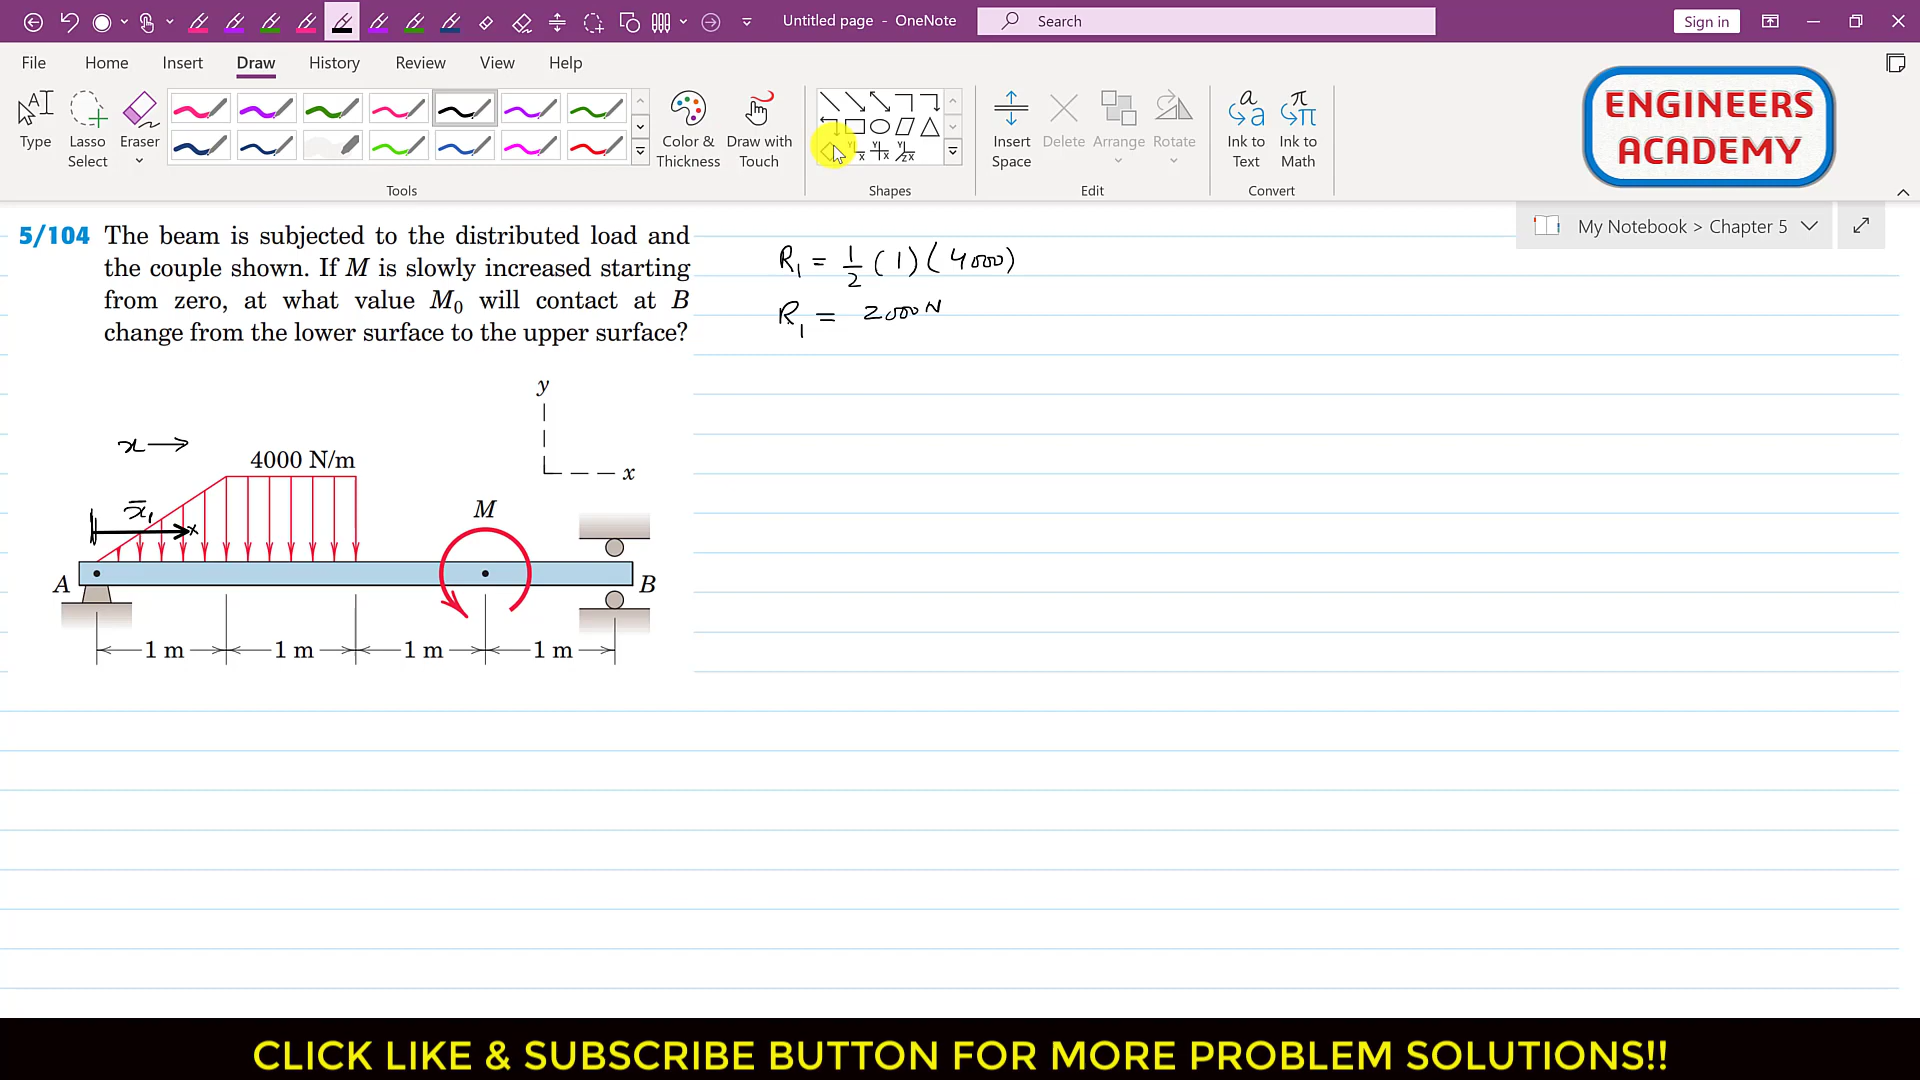 Untitled page - OneNote
Search
Sign in
File Home Insert Draw History Review View Help
Type
Lasso Select
Eraser
Color & Thickness
Draw with Touch
Insert Space
Delete
Arrange
Rotate
Ink to Text
Ink to Math
Tools
Shapes
Edit
Convert
ENGINEERS
ACADEMY
My Notebook > Chapter 5
5/104 The beam is subjected to the distributed load and
the couple shown. If M is slowly increased starting
from zero, at what value M₀ will contact at B
change from the lower surface to the upper surface?
R₁ = 1/2 (1) (4000)
R₁ = 2000 N
y
x
x →
4000 N/m
x̄₁
x
M
A
B
1 m 1 m 1 m 1 m
CLICK LIKE & SUBSCRIBE BUTTON FOR MORE PROBLEM SOLUTIONS!!